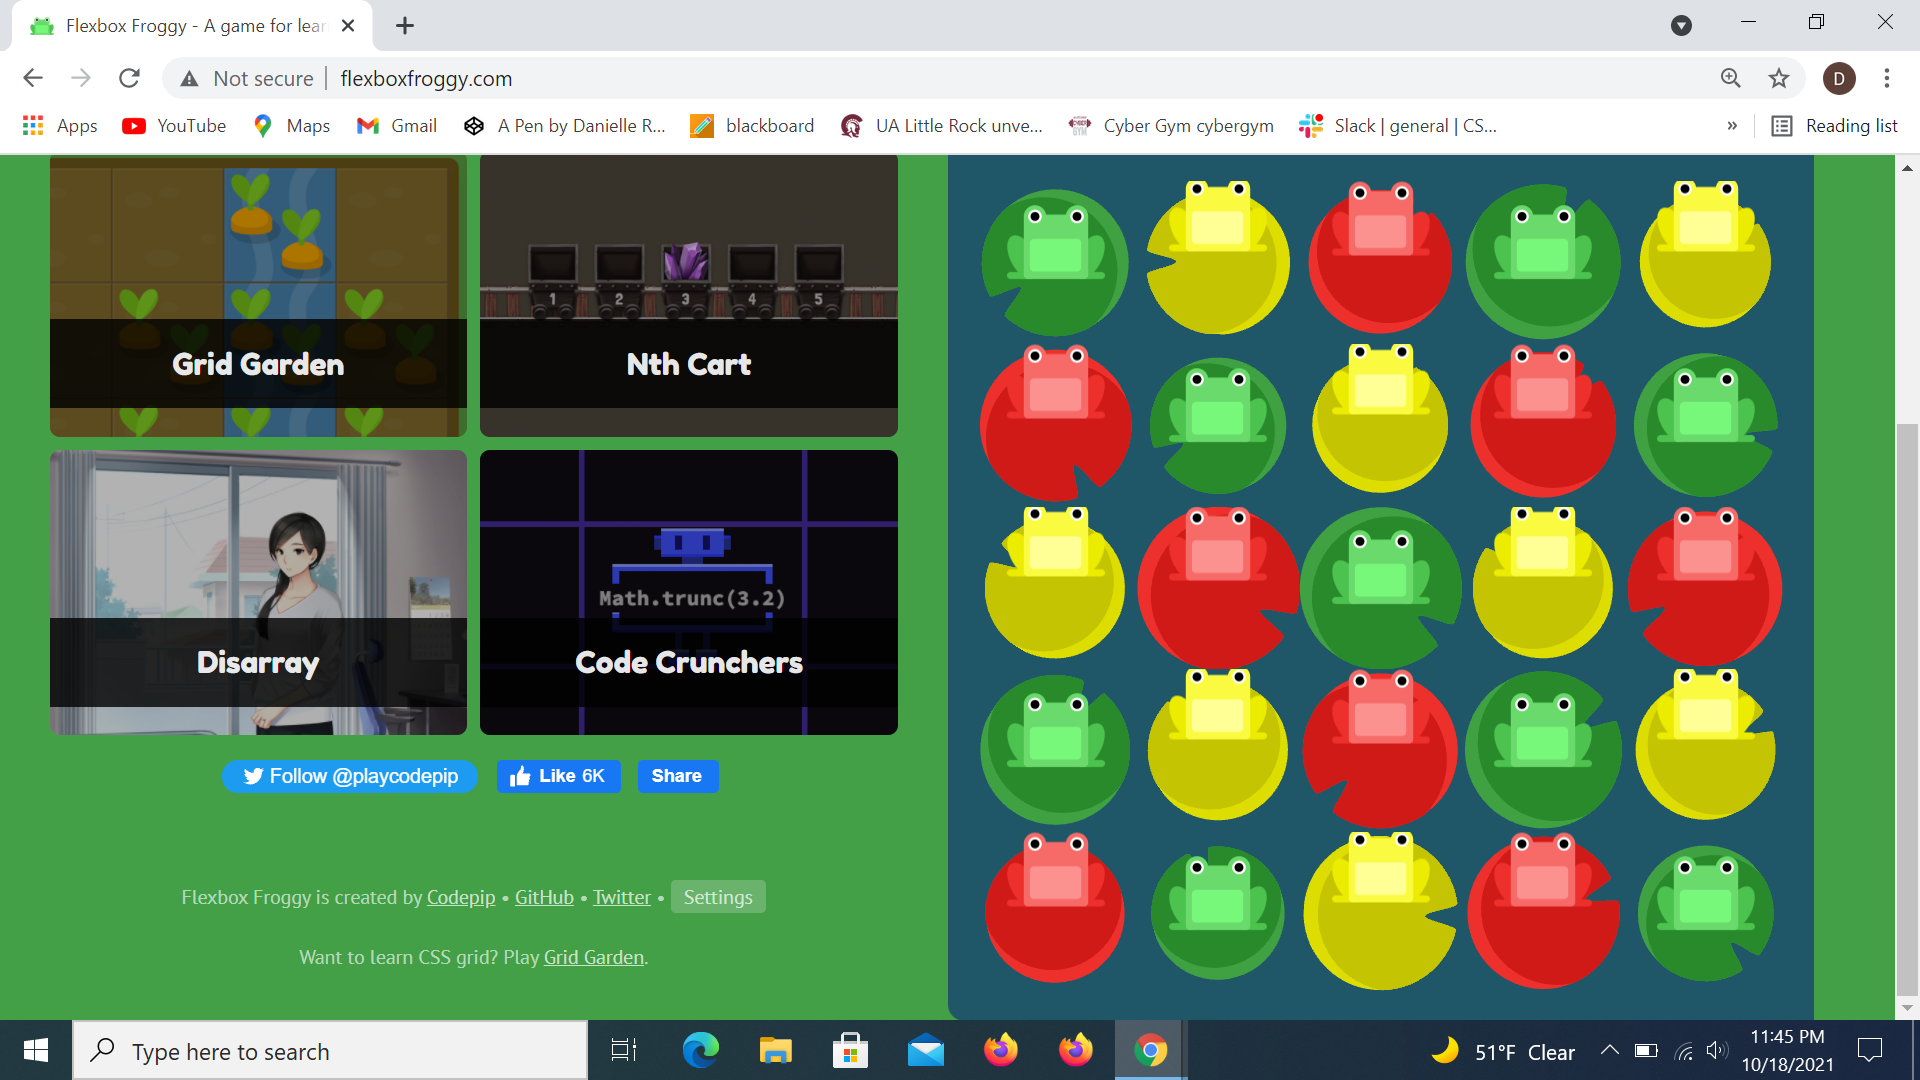 Flexbox Froggy - A game for lear
Not secure flexboxfroggy.com D
Apps YouTube Maps Gmail A Pen by Danielle R... blackboard UA Little Rock unve... Cyber Gym cybergym Slack | general | CS... » Reading list
1 2 3 4 5
Grid Garden
Nth Cart
Math.trunc(3.2)
Disarray
Code Crunchers
Follow @playcodepip Like 6K Share
Flexbox Froggy is created by Codepip • GitHub • Twitter • Settings
Want to learn CSS grid? Play Grid Garden.
Type here to search
51°F Clear
11:45 PM
10/18/2021